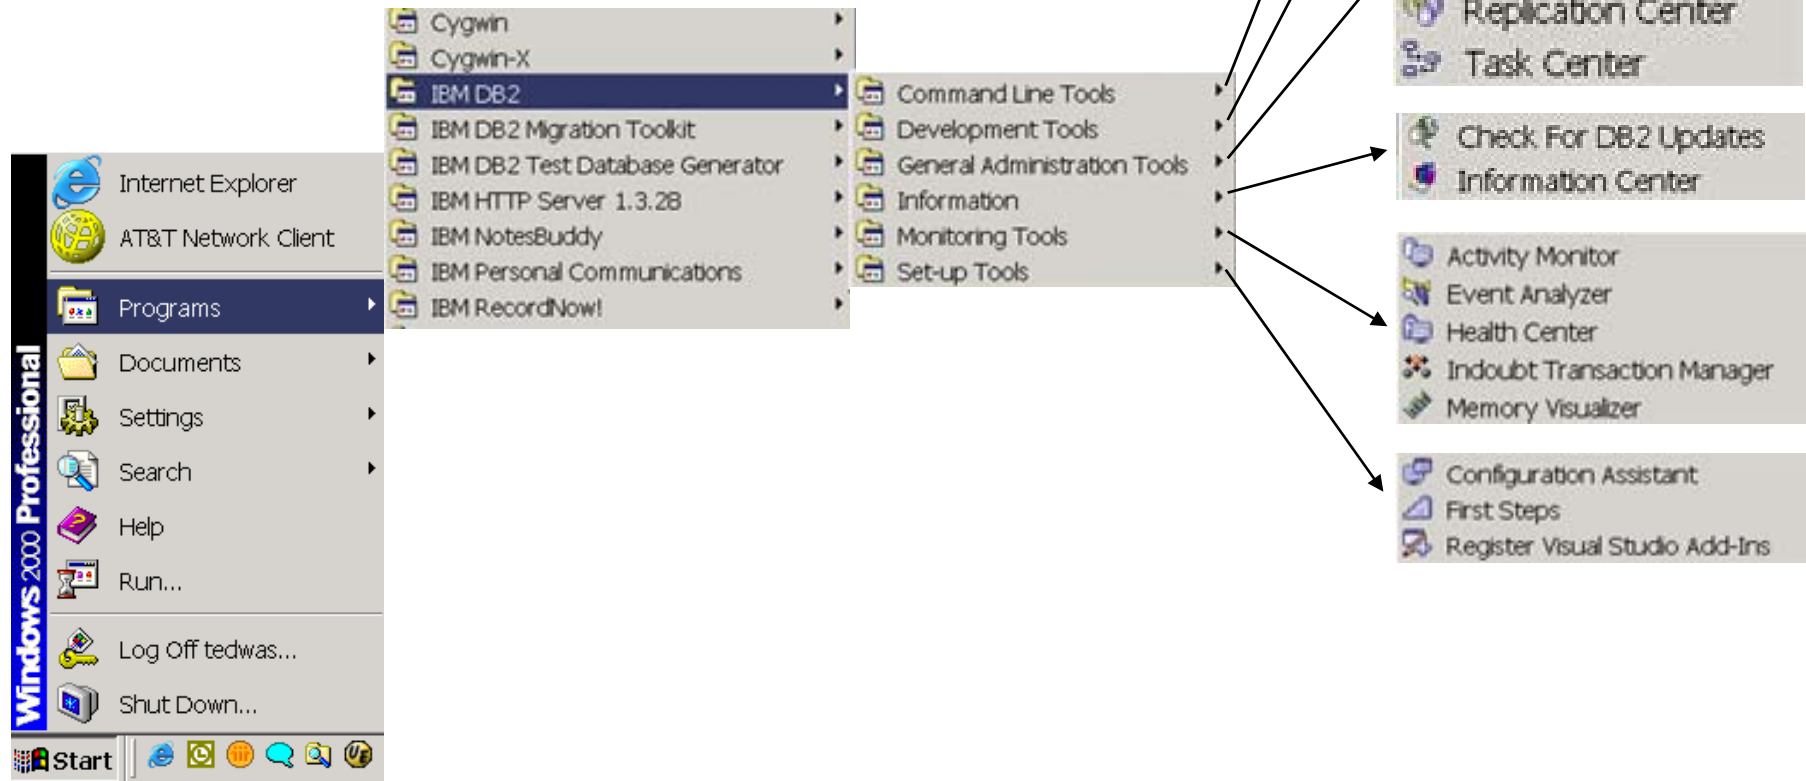 Internet Explorer
AT&T Network Client
Programs
Documents
Settings
Search
Help
Run...
Log Off tedwas...
Shut Down...
Windows 2000 Professional
Start
Cygwin
Cygwin-X
IBM DB2
IBM DB2 Migration Toolkit
IBM DB2 Test Database Generator
IBM HTTP Server 1.3.28
IBM NotesBuddy
IBM Personal Communications
IBM RecordNow!
Command Line Tools
Development Tools
General Administration Tools
Information
Monitoring Tools
Set-up Tools
Replication Center
Task Center
Check For DB2 Updates
Information Center
Activity Monitor
Event Analyzer
Health Center
Indoubt Transaction Manager
Memory Visualizer
Configuration Assistant
First Steps
Register Visual Studio Add-Ins